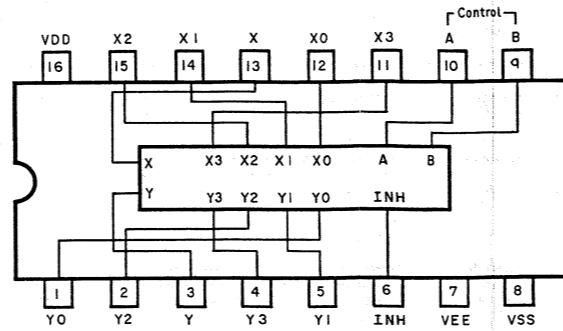 Control
VDD X2 X1 X X0 X3 A B
16 15 14 13 12 11 10 9
X X3 X2 X1 X0 A B
Y Y3 Y2 Y1 Y0 INH
1 2 3 4 5 6 7 8
Y0 Y2 Y Y3 Y1 INH VEE VSS